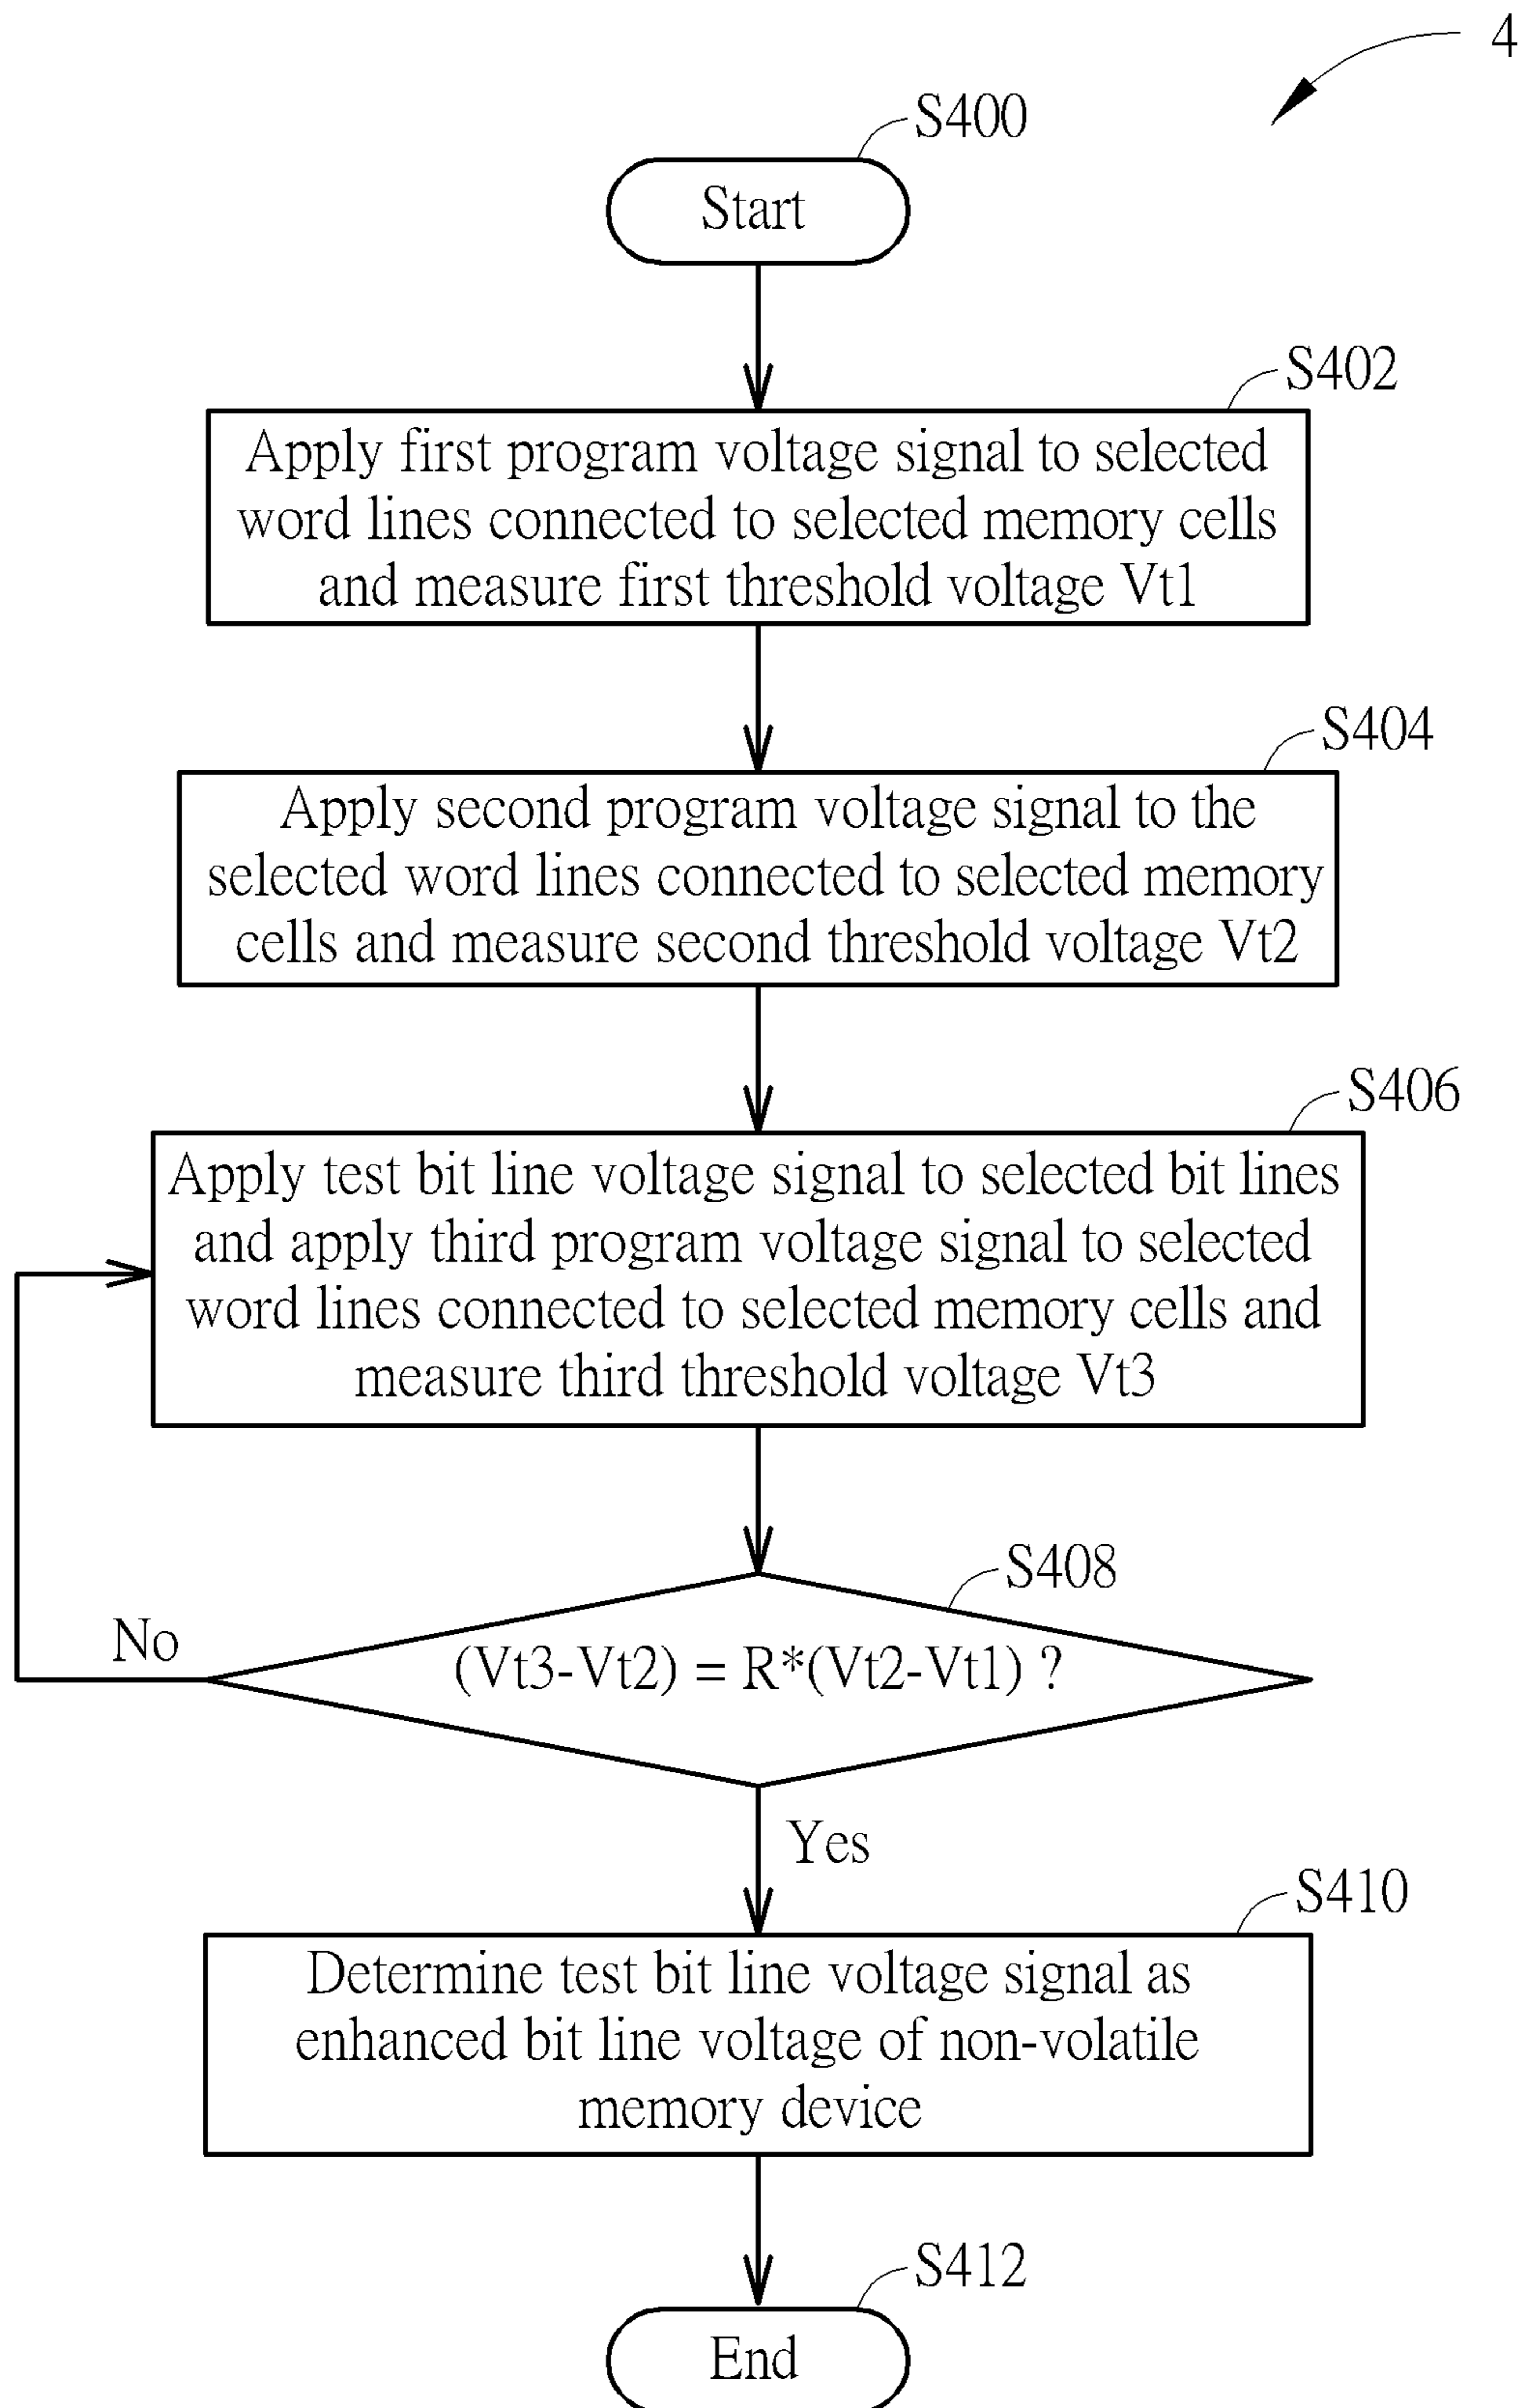 4
S400
Start
S402
Apply first program voltage signal to selected
word lines connected to selected memory cells
and measure first threshold voltage Vt1
S404
Apply second program voltage signal to the
selected word lines connected to selected memory
cells and measure second threshold voltage Vt2
S406
Apply test bit line voltage signal to selected bit lines
and apply third program voltage signal to selected
word lines connected to selected memory cells and
measure third threshold voltage Vt3
S408
No
(Vt3-Vt2) = R*(Vt2-Vt1) ?
Yes
S410
Determine test bit line voltage signal as
enhanced bit line voltage of non-volatile
memory device
S412
End